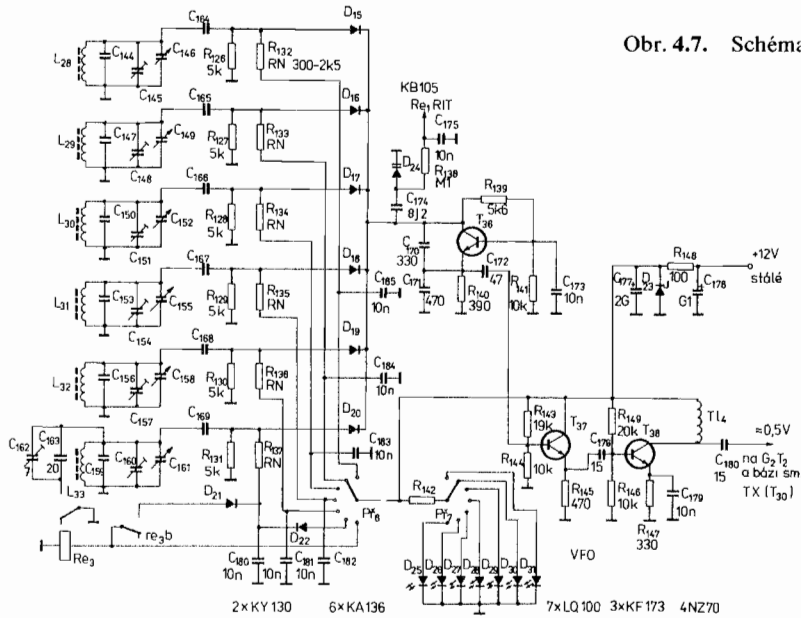 Obr. 4.7. Schéma
C164
D15
L28
C144
C146
C145
R126
5k
R132
RN 300-2k5
C165
D16
L29
C147
C149
C148
R127
5k
R133
RN
C166
D17
L30
C150
C152
C151
R128
5k
R134
RN
C167
D18
L31
C153
C155
C154
R129
5k
R135
RN
C168
D19
L32
C156
C158
C157
R130
5k
R136
RN
C169
D20
C162
7
C163
20
C159
C160
C161
L33
R131
5k
R137
RN
D21
D22
Re3
re3b
C180
10n
C181
10n
C182
10n
C183
10n
C184
10n
C185
10n
Př6
R142
Př7
D25
D26
D27
D28
D29
D30
D31
KB105
Re1 RIT
C175
10n
D24
R138
M1
C174
8J2
R139
5k6
T36
C170
330
C171
470
C172
47
R140
390
R141
10k
C173
10n
R148
100
+12V
stálé
C177
2G
D23
C178
G1
R143
19k
R144
10k
T37
C176
15
R145
470
R149
20k
T38
R146
10k
R147
330
C179
10n
Tl4
C180
15
≈0,5V
na G2T2
a bázi sm.
TX (T30)
VFO
2×KY130
6×KA136
7×LQ100
3×KF173
4NZ70